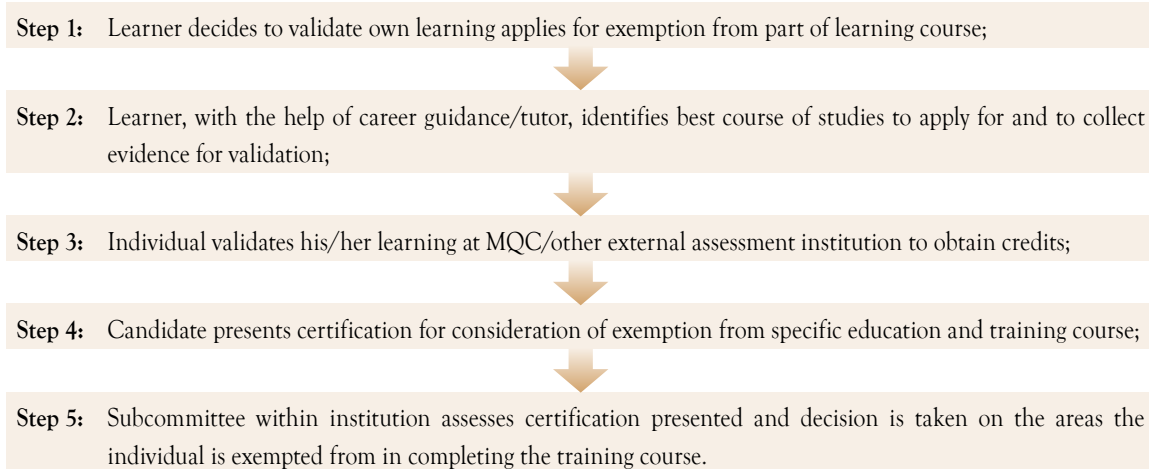 Step 1: Learner decides to validate own learning applies for exemption from part of learning course;
Step 2: Learner, with the help of career guidance/tutor, identifies best course of studies to apply for and to collect
evidence for validation;
Step 3: Individual validates his/her learning at MQC/other external assessment institution to obtain credits;
Step 4: Candidate presents certification for consideration of exemption from specific education and training course;
Step 5: Subcommittee within institution assesses certification presented and decision is taken on the areas the
individual is exempted from in completing the training course.